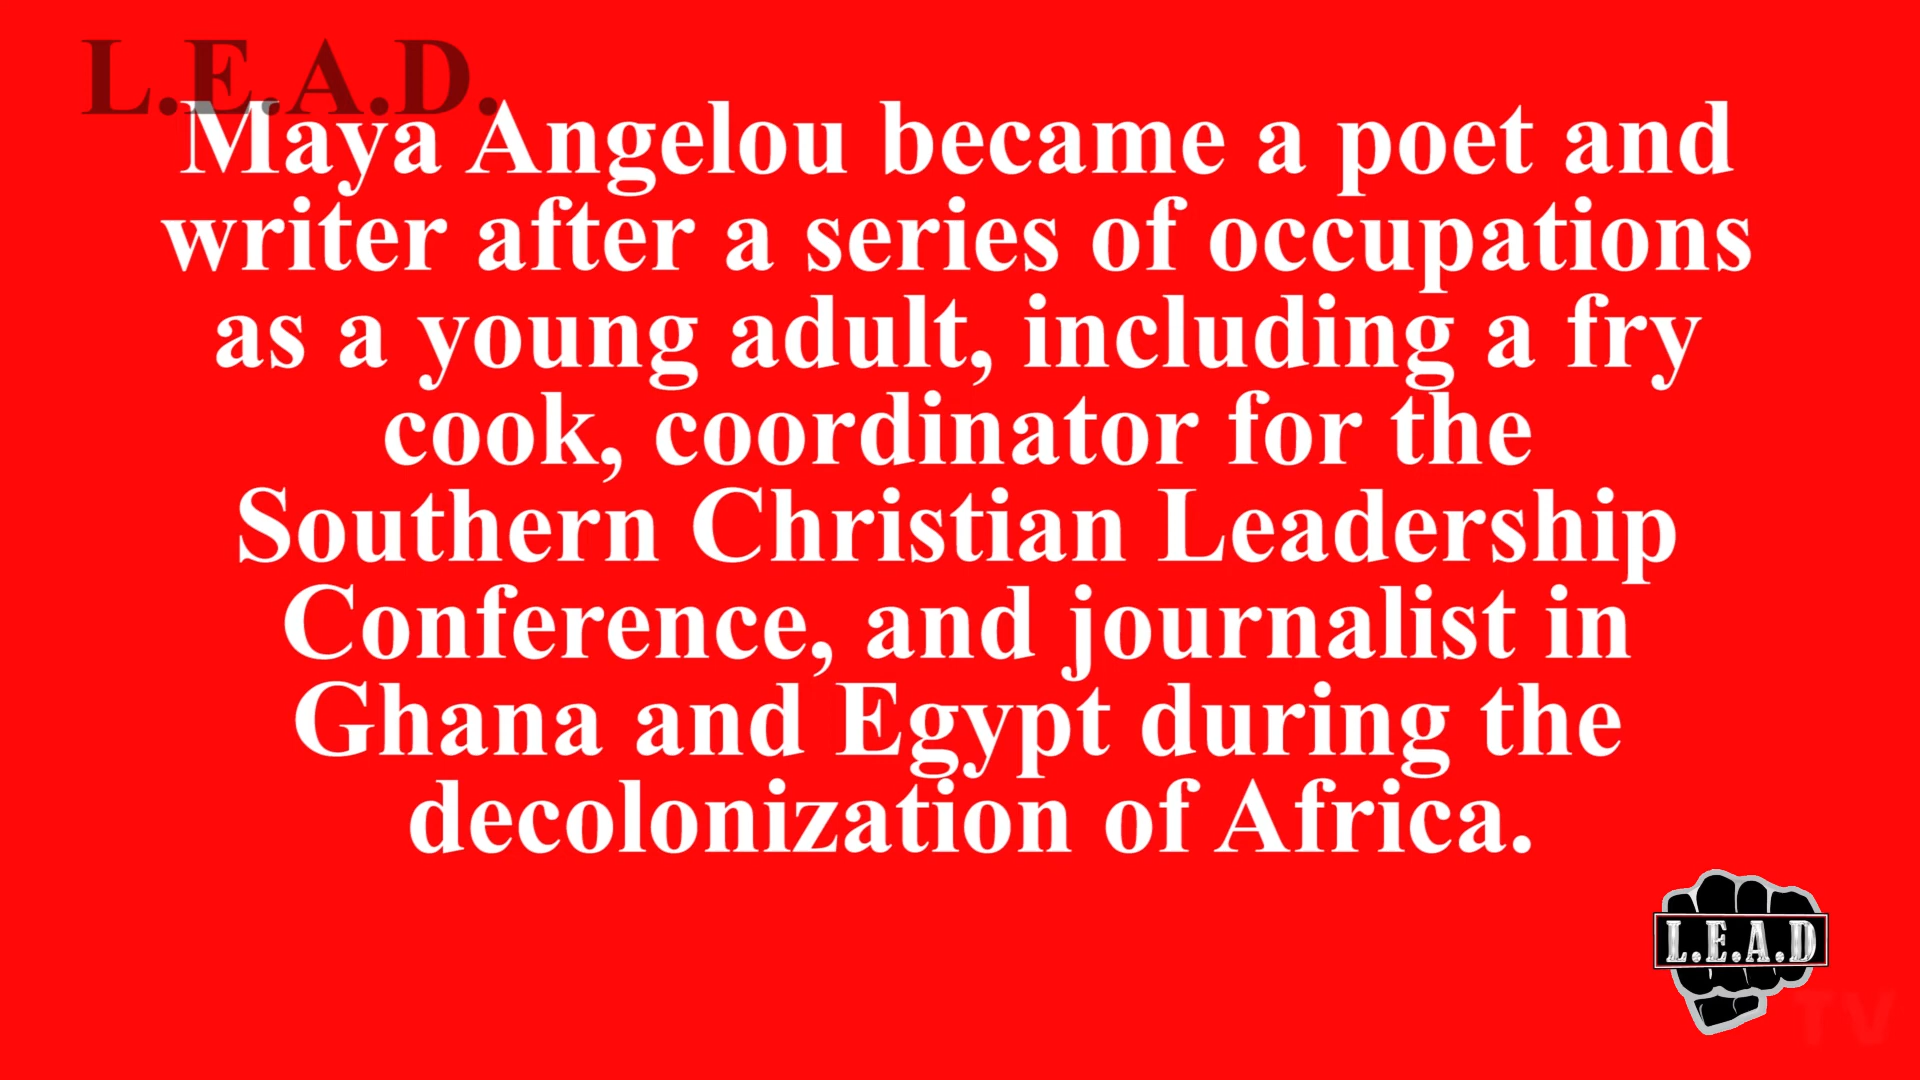 L.E.A.D.
Maya Angelou became a poet and
writer after a series of occupations
as a young adult, including a fry
cook, coordinator for the
Southern Christian Leadership
Conference, and journalist in
Ghana and Egypt during the
decolonization of Africa.
L.E.A.D
TV